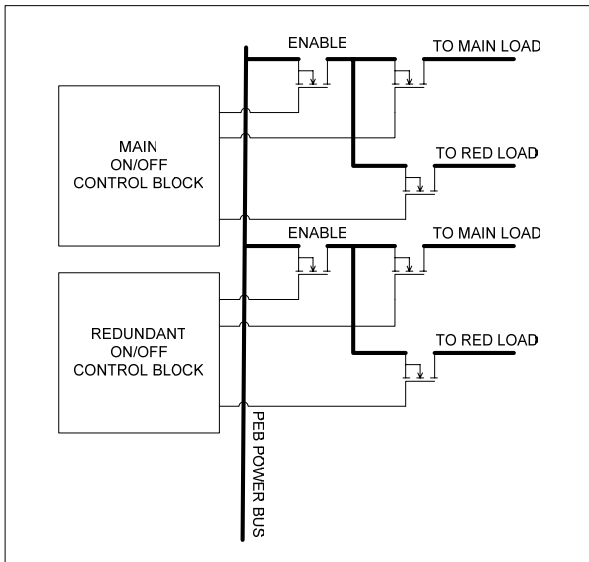 ENABLE
TO MAIN LOAD
MAIN
ON/OFF
CONTROL BLOCK
TO RED LOAD
ENABLE
TO MAIN LOAD
REDUNDANT
ON/OFF
CONTROL BLOCK
TO RED LOAD
PEB POWER BUS